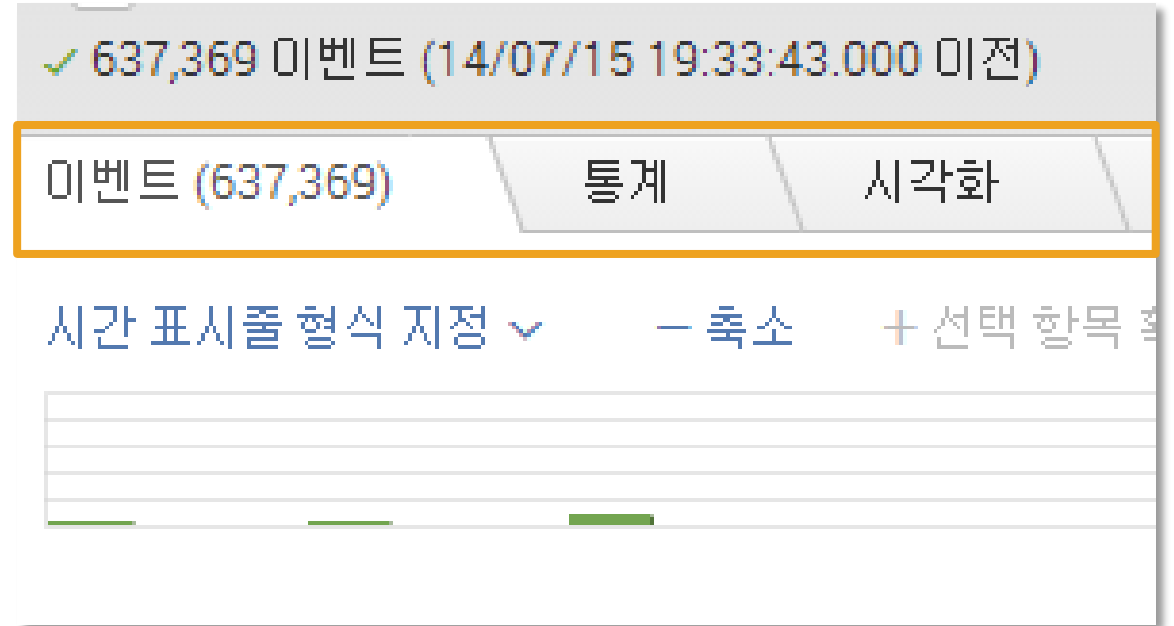 637,369 이벤트 (14/07/15 19:33:43.000 이전)
이벤트 (637,369) 통계 시각화
시간 표시줄 형식 지정 — 축소 + 선택 항목